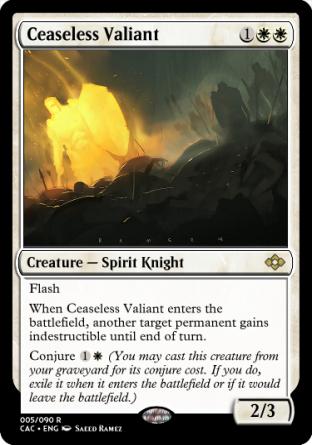 Ceaseless Valiant 1
Creature — Spirit Knight
Flash
When Ceaseless Valiant enters the
battlefield, another target permanent gains
indestructible until end of turn.
Conjure 1 (You may cast this creature from
your graveyard for its conjure cost. If you do,
exile it when it enters the battlefield or if it would
leave the battlefield.)
2/3
005/090 R
CAC • ENG Saeed Ramez